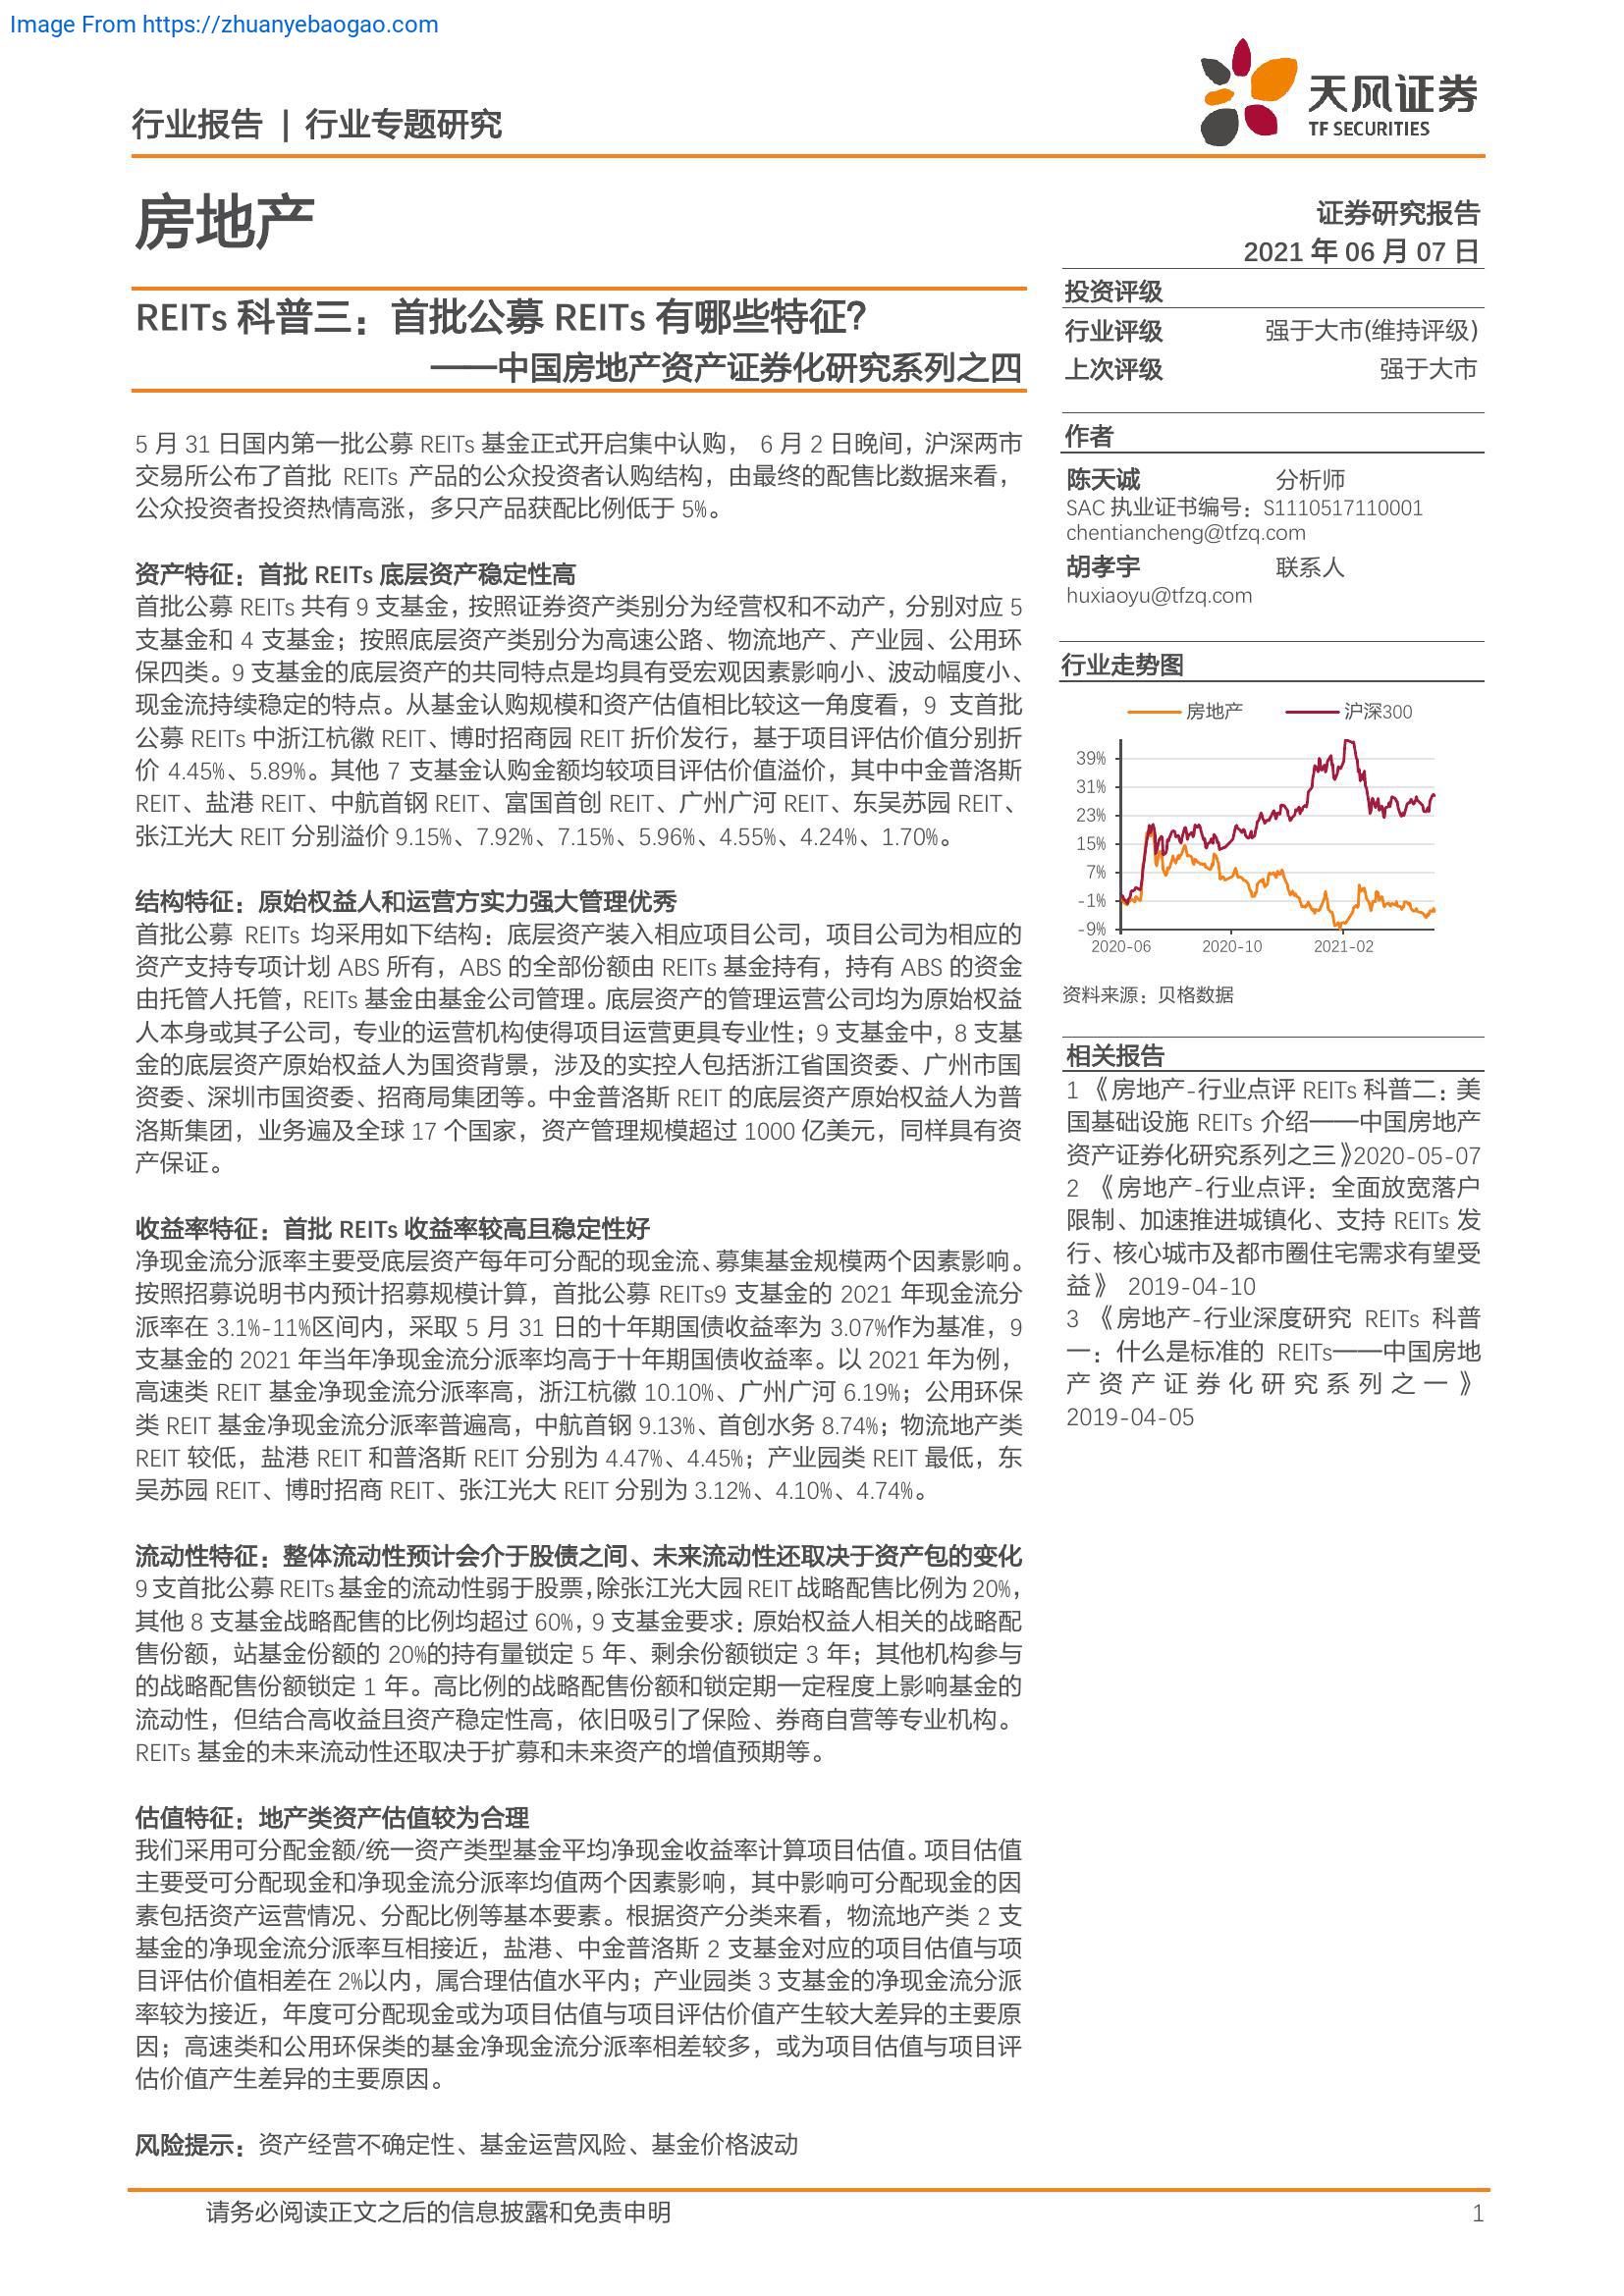 Image From https://zhuanyebaogao.com
天风证券
TF SECURITIES
行业报告 | 行业专题研究
房地产
证券研究报告
2021 年 06 月 07 日
REITs 科普三：首批公募 REITs 有哪些特征？
——中国房地产资产证券化研究系列之四
5 月 31 日国内第一批公募 REITs 基金正式开启集中认购， 6 月 2 日晚间，沪深两市
交易所公布了首批 REITs 产品的公众投资者认购结构，由最终的配售比数据来看，
公众投资者投资热情高涨，多只产品获配比例低于 5%。
资产特征：首批 REITs 底层资产稳定性高
首批公募 REITs 共有 9 支基金，按照证券资产类别分为经营权和不动产，分别对应 5
支基金和 4 支基金；按照底层资产类别分为高速公路、物流地产、产业园、公用环
保四类。9 支基金的底层资产的共同特点是均具有受宏观因素影响小、波动幅度小、
现金流持续稳定的特点。从基金认购规模和资产估值相比较这一角度看，9 支首批
公募 REITs 中浙江杭徽 REIT、博时招商园 REIT 折价发行，基于项目评估价值分别折
价 4.45%、5.89%。其他 7 支基金认购金额均较项目评估价值溢价，其中中金普洛斯
REIT、盐港 REIT、中航首钢 REIT、富国首创 REIT、广州广河 REIT、东吴苏园 REIT、
张江光大 REIT 分别溢价 9.15%、7.92%、7.15%、5.96%、4.55%、4.24%、1.70%。
结构特征：原始权益人和运营方实力强大管理优秀
首批公募 REITs 均采用如下结构：底层资产装入相应项目公司，项目公司为相应的
资产支持专项计划 ABS 所有，ABS 的全部份额由 REITs 基金持有，持有 ABS 的资金
由托管人托管，REITs 基金由基金公司管理。底层资产的管理运营公司均为原始权益
人本身或其子公司，专业的运营机构使得项目运营更具专业性；9 支基金中，8 支基
金的底层资产原始权益人为国资背景，涉及的实控人包括浙江省国资委、广州市国
资委、深圳市国资委、招商局集团等。中金普洛斯 REIT 的底层资产原始权益人为普
洛斯集团，业务遍及全球 17 个国家，资产管理规模超过 1000 亿美元，同样具有资
产保证。
收益率特征：首批 REITs 收益率较高且稳定性好
净现金流分派率主要受底层资产每年可分配的现金流、募集基金规模两个因素影响。
按照招募说明书内预计招募规模计算，首批公募 REITs9 支基金的 2021 年现金流分
派率在 3.1%-11%区间内，采取 5 月 31 日的十年期国债收益率为 3.07%作为基准，9
支基金的 2021 年当年净现金流分派率均高于十年期国债收益率。以 2021 年为例，
高速类 REIT 基金净现金流分派率高，浙江杭徽 10.10%、广州广河 6.19%；公用环保
类 REIT 基金净现金流分派率普遍高，中航首钢 9.13%、首创水务 8.74%；物流地产类
REIT 较低，盐港 REIT 和普洛斯 REIT 分别为 4.47%、4.45%；产业园类 REIT 最低，东
吴苏园 REIT、博时招商 REIT、张江光大 REIT 分别为 3.12%、4.10%、4.74%。
流动性特征：整体流动性预计会介于股债之间、未来流动性还取决于资产包的变化
9 支首批公募 REITs 基金的流动性弱于股票，除张江光大园 REIT 战略配售比例为 20%，
其他 8 支基金战略配售的比例均超过 60%，9 支基金要求：原始权益人相关的战略配
售份额，站基金份额的 20%的持有量锁定 5 年、剩余份额锁定 3 年；其他机构参与
的战略配售份额锁定 1 年。高比例的战略配售份额和锁定期一定程度上影响基金的
流动性，但结合高收益且资产稳定性高，依旧吸引了保险、券商自营等专业机构。
REITs 基金的未来流动性还取决于扩募和未来资产的增值预期等。
估值特征：地产类资产估值较为合理
我们采用可分配金额/统一资产类型基金平均净现金收益率计算项目估值。项目估值
主要受可分配现金和净现金流分派率均值两个因素影响，其中影响可分配现金的因
素包括资产运营情况、分配比例等基本要素。根据资产分类来看，物流地产类 2 支
基金的净现金流分派率互相接近，盐港、中金普洛斯 2 支基金对应的项目估值与项
目评估价值相差在 2%以内，属合理估值水平内；产业园类 3 支基金的净现金流分派
率较为接近，年度可分配现金或为项目估值与项目评估价值产生较大差异的主要原
因；高速类和公用环保类的基金净现金流分派率相差较多，或为项目估值与项目评
估价值产生差异的主要原因。
风险提示：资产经营不确定性、基金运营风险、基金价格波动
投资评级
行业评级 强于大市(维持评级)
上次评级 强于大市
作者
陈天诚 分析师
SAC 执业证书编号：S1110517110001
chentiancheng@tfzq.com
胡孝宇 联系人
huxiaoyu@tfzq.com
行业走势图
房地产 沪深300
39%
31%
23%
15%
7%
-1%
-9%
2020-06 2020-10 2021-02
资料来源：贝格数据
相关报告
1 《房地产-行业点评 REITs 科普二：美
国基础设施 REITs 介绍——中国房地产
资产证券化研究系列之三》2020-05-07
2 《房地产-行业点评：全面放宽落户
限制、加速推进城镇化、支持 REITs 发
行、核心城市及都市圈住宅需求有望受
益》 2019-04-10
3 《房地产-行业深度研究 REITs 科普
一：什么是标准的 REITs——中国房地
产资产证券化研究系列之一》
2019-04-05
请务必阅读正文之后的信息披露和免责申明 1